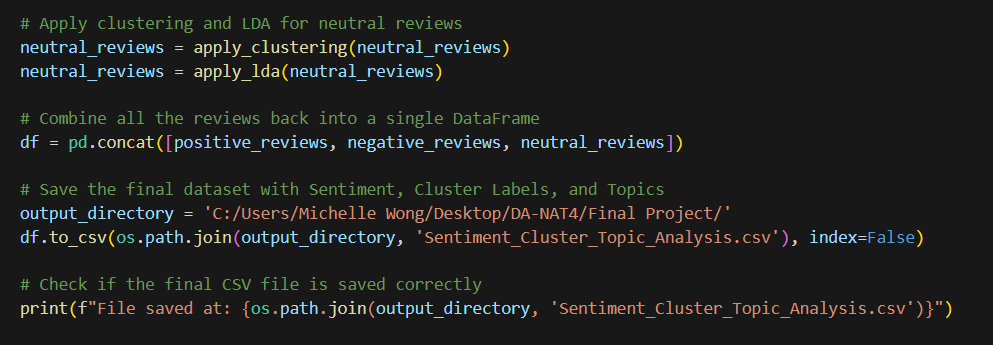 # Apply clustering and LDA for neutral reviews
neutral_reviews = apply_clustering(neutral_reviews)
neutral_reviews = apply_lda(neutral_reviews)
# Combine all the reviews back into a single DataFrame
df = pd.concat([positive_reviews, negative_reviews, neutral_reviews])
# Save the final dataset with Sentiment, Cluster Labels, and Topics
output_directory = 'C:/Users/Michelle Wong/Desktop/DA-NAT4/Final Project/'
df.to_csv(os.path.join(output_directory, 'Sentiment_Cluster_Topic_Analysis.csv'), index=False)
# Check if the final CSV file is saved correctly
print(f"File saved at: {os.path.join(output_directory, 'Sentiment_Cluster_Topic_Analysis.csv')}")